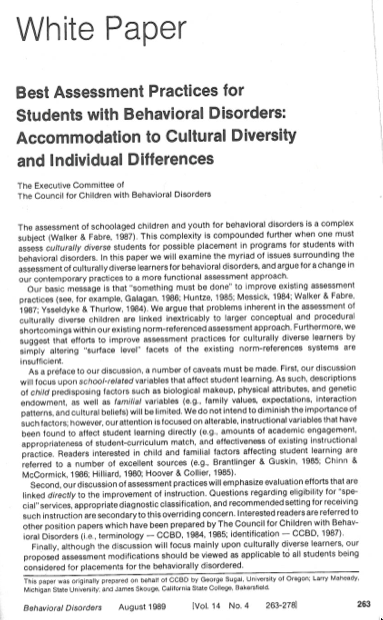 White Paper
Best Assessment Practices for
Students with Behavioral Disorders:
Accommodation to Cultural Diversity
and Individual Differences
The Executive Committee of
The Council for Children with Behavioral Disorders
The assessment of schoolaged children and youth for behavioral disorders is a complex
subject (Walker & Fabre, 1987). This complexity is compounded further when one must
assess culturally diverse students for possible placement in programs for students with
behavioral disorders. In this paper we will examine the myriad of issues surrounding the
assessment of culturally diverse learners for behavioral disorders, and argue for a change in
our contemporary practices to a more functional assessment approach.
Our basic message is that "something must be done" to improve existing assessment
practices (see, for example, Galagan, 1986; Huntze, 1985; Messick, 1984; Walker & Fabre,
1987; Ysseldyke & Thurlow, 1984). We argue that problems inherent in the assessment of
culturally diverse children are linked inextricably to larger conceptual and procedural
shortcomings within our existing norm-referenced assessment approach. Furthermore, we
suggest that efforts to improve assessment practices for culturally diverse learners by
simply altering "surface level" facets of the existing norm-references systems are
insufficient.
As a preface to our discussion, a number of caveats must be made. First, our discussion
will focus upon school-related variables that affect student learning. As such, descriptions
of child predisposing factors such as biological makeup, physical attributes, and genetic
endowment, as well as familial variables (e.g., family values, expectations, interaction
patterns, and cultural beliefs) will be limited. We do not intend to diminish the importance of
such factors; however, our attention is focused on alterable, instructional variables that have
been found to affect student learning directly (e.g., amounts of academic engagement,
appropriateness of student-curriculum match, and effectiveness of existing instructional
practice. Readers interested in child and familial factors affecting student learning are
referred to a number of excellent sources (e.g., Brantlinger & Guskin, 1985; Chinn &
McCormick, 1986; Hilliard, 1980; Hoover & Collier, 1985).
Second, our discussion of assessment practices will emphasize evaluation efforts that are
linked directly to the improvement of instruction. Questions regarding eligibility for "spe-
cial" services, appropriate diagnostic classification, and recommended setting for receiving
such instruction are secondary to this overriding concern. Interested readers are referred to
other position papers which have been prepared by The Council for Children with Behav-
ioral Disorders (i.e., terminology — CCBD, 1984, 1985; identification — CCBD, 1987).
Finally, although the discussion will focus mainly upon culturally diverse learners, our
proposed assessment modifications should be viewed as applicable to all students being
considered for placements for the behaviorally disordered.
This paper was originally prepared on behalf of CCBD by George Sugai, University of Oregon; Larry Maheady,
Michigan State University; and James Skouge, California State College, Bakersfield.
Behavioral Disorders August 1989 |Vol. 14 No. 4 263-278| 263